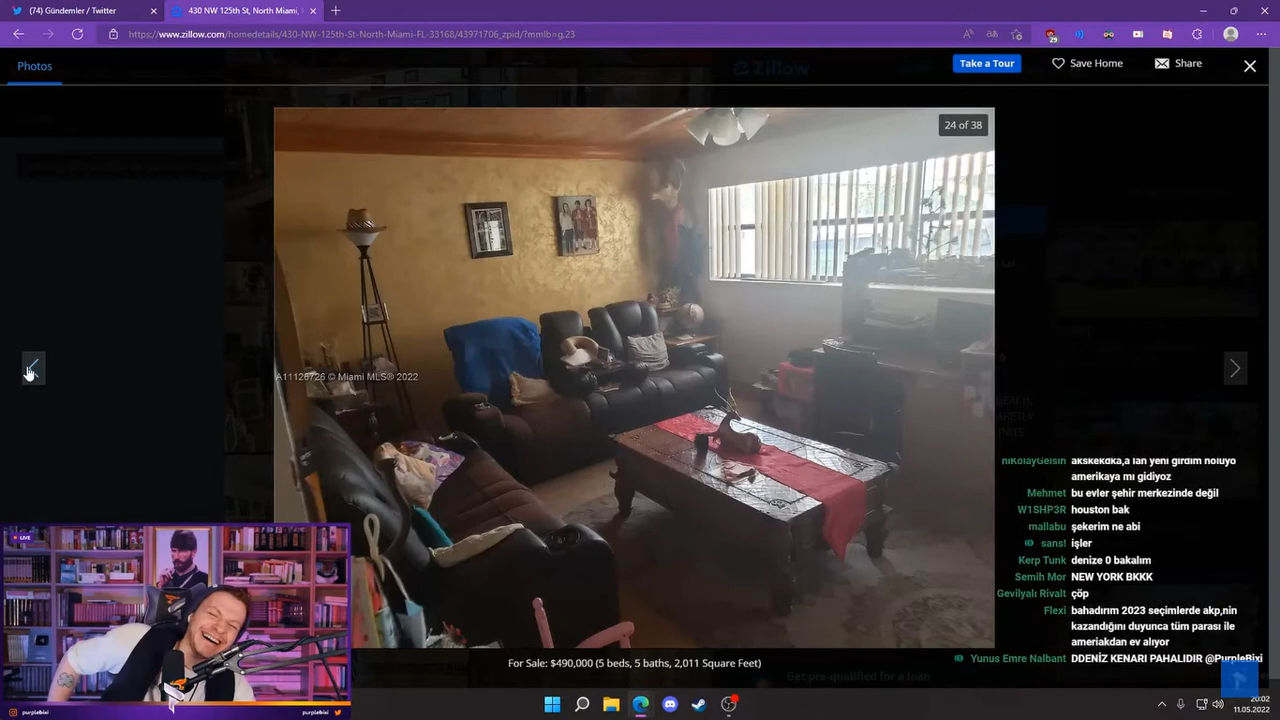 (74) Gündemler / Twitter
430 NW 125th St, North Miami,
https://www.zillow.com/homedetails/430-NW-125th-St-North-Miami-FL-33168/43971706_zpid/?mmlb=g,23
29
Photos
Zillow
Take a Tour
Save Home
Share
24 of 38
A11126726 © Miami MLS® 2022
nikolayGelsin akskekdka,a lan yeni girdim noluyo
amerikaya mı gidiyoz
Mehmet bu evler şehir merkezinde değil
W1SHP3R houston bak
mallabu şekerim ne abi
sans! işler
Kerp Tunk denize 0 bakalım
Semih Mor NEW YORK BKKK
Gevilyalı Rivalt çöp
Flexi bahadırım 2023 seçimlerde akp,nin
kazandığını duyunca tüm parası ile
ameriakdan ev alıyor
Yunus Emre Nalbant DDENİZ KENARI PAHALIDIR @PurpleBixi
For Sale: $490,000 (5 beds, 5 baths, 2,011 Square Feet)
Get pre-qualified for a loan
LIVE
purplebixi
purplebixi
20:02
11.05.2022